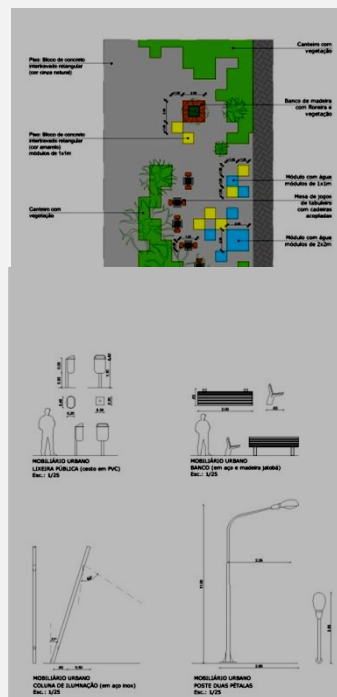 Piso: Bloco de concreto
intertravado retangular
(cor cinza natural)
Canteiro com
vegetação
Banco de madeira
com floreira e
vegetação
Piso: Bloco de concreto
intertravado retangular
(cor amarelo)
módulos de 1x1m
Módulo com água
módulos de 1x1m
Mesa de jogos
de tabuleiro
com cadeiras
acopladas
Canteiro com
vegetação
Módulo com água
módulos de 2x2m
MOBILIÁRIO URBANO
LIXEIRA PÚBLICA (cesto em PVC)
Esc.: 1/25
MOBILIÁRIO URBANO
BANCO (em aço e madeira jatobá)
Esc.: 1/25
MOBILIÁRIO URBANO
COLUNA DE ILUMINAÇÃO (em aço inox)
Esc.: 1/25
MOBILIÁRIO URBANO
POSTE DUAS PÉTALAS
Esc.: 1/25